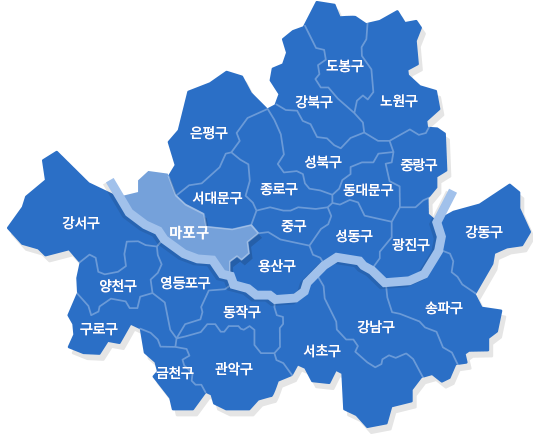 도봉구
강북구
노원구
은평구
성북구
중랑구
서대문구
종로구
동대문구
강서구
마포구
중구
성동구
광진구
강동구
용산구
양천구
영등포구
동작구
송파구
구로구
강남구
서초구
금천구
관악구